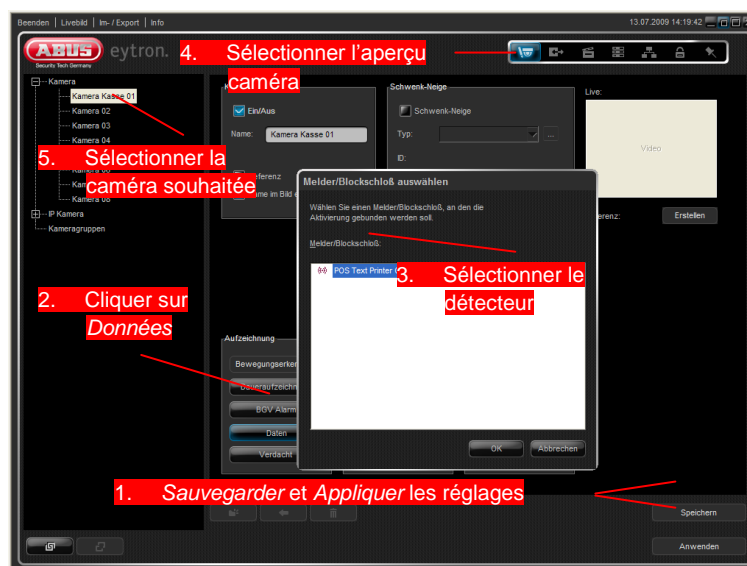 Beenden | Livebild | Im- / Export | Info
13.07.2009 14:19:42
ABUS
Security Tech Germany
eytron.
4. Sélectionner l'aperçu
caméra
Kamera
Kamera Kasse 01
Kamera 02
Kamera 03
Kamera 04
Kamera 08
IP Kamera
Kameragruppen
5. Sélectionner la
caméra souhaitée
Ein/Aus
Name: Kamera Kasse 01
Schwenk-Neige
Schwenk-Neige
Typ:
ID:
Live:
Video
Erstellen
Melder/Blockschloß auswählen
Wählen Sie einen Melder/Blockschloß, an den die
Aktivierung gebunden werden soll.
Melder/Blockschloß:
POS Text Printer
3. Sélectionner le
détecteur
2. Cliquer sur
Données
Aufzeichnung
Bewegungserken
Daueraufzeichn
BGV Alarm
Daten
Verdacht
OK
Abbrechen
1. Sauvegarder et Appliquer les réglages
Speichern
Anwenden